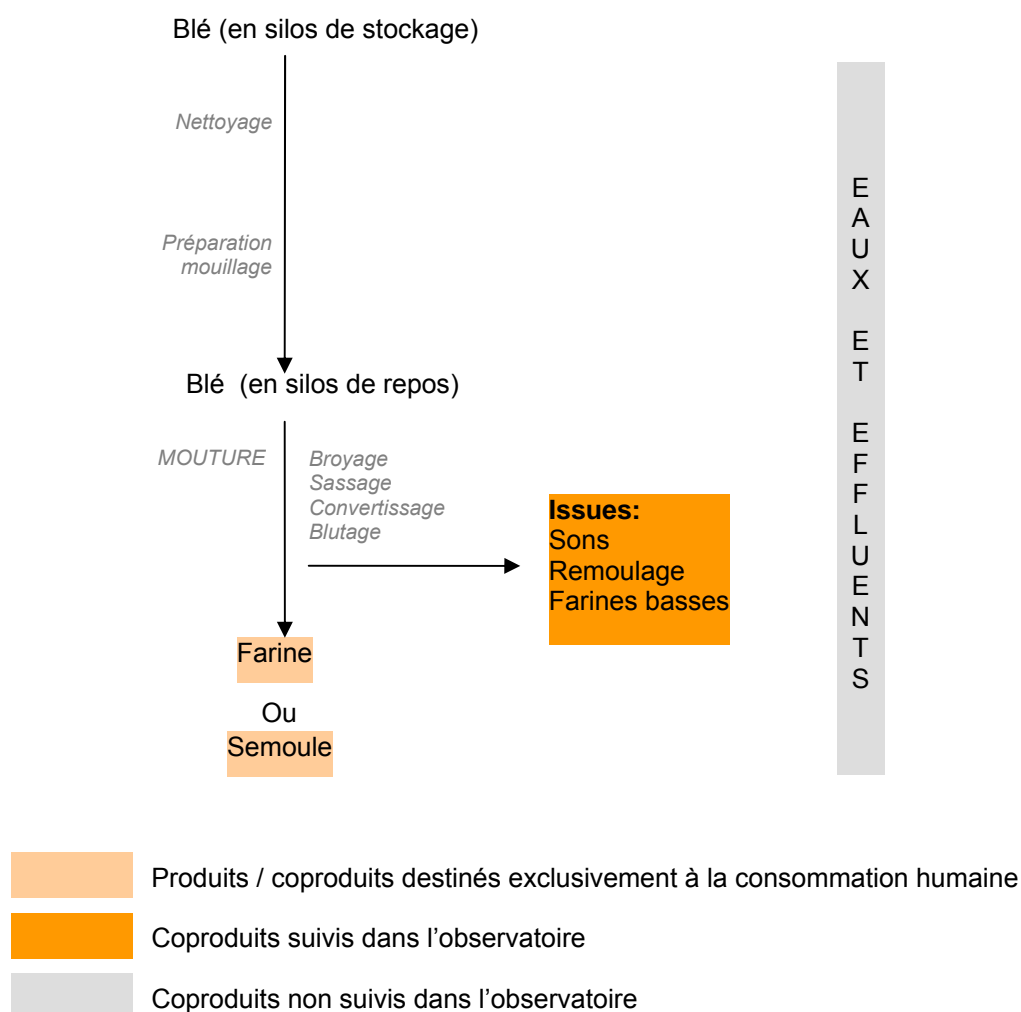 Blé (en silos de stockage)
Nettoyage
Préparation
mouillage
Blé (en silos de repos)
MOUTURE
Broyage
Sassage
Convertissage
Blutage
Issues:
Sons
Remoulage
Farines basses
Farine
Ou
Semoule
E
A
U
X
E
T
E
F
F
L
U
E
N
T
S
Produits / coproduits destinés exclusivement à la consommation humaine
Coproduits suivis dans l’observatoire
Coproduits non suivis dans l’observatoire